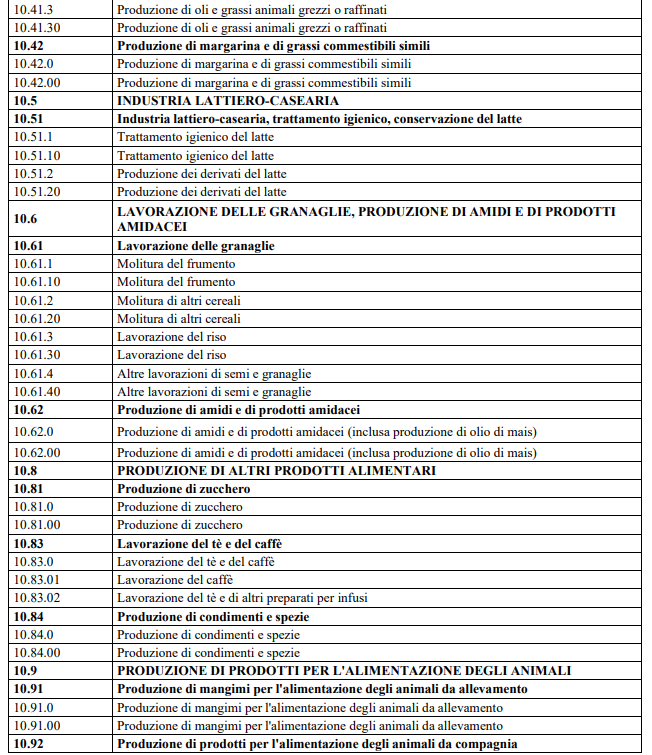 10.41.3 Produzione di oli e grassi animali grezzi o raffinati
10.41.30 Produzione di oli e grassi animali grezzi o raffinati
10.42 Produzione di margarina e di grassi commestibili simili
10.42.0 Produzione di margarina e di grassi commestibili simili
10.42.00 Produzione di margarina e di grassi commestibili simili
10.5 INDUSTRIA LATTIERO-CASEARIA
10.51 Industria lattiero-casearia, trattamento igienico, conservazione del latte
10.51.1 Trattamento igienico del latte
10.51.10 Trattamento igienico del latte
10.51.2 Produzione dei derivati del latte
10.51.20 Produzione dei derivati del latte
10.6 LAVORAZIONE DELLE GRANAGLIE, PRODUZIONE DI AMIDI E DI PRODOTTI
AMIDACEI
10.61 Lavorazione delle granaglie
10.61.1 Molitura del frumento
10.61.10 Molitura del frumento
10.61.2 Molitura di altri cereali
10.61.20 Molitura di altri cereali
10.61.3 Lavorazione del riso
10.61.30 Lavorazione del riso
10.61.4 Altre lavorazioni di semi e granaglie
10.61.40 Altre lavorazioni di semi e granaglie
10.62 Produzione di amidi e di prodotti amidacei
10.62.0 Produzione di amidi e di prodotti amidacei (inclusa produzione di olio di mais)
10.62.00 Produzione di amidi e di prodotti amidacei (inclusa produzione di olio di mais)
10.8 PRODUZIONE DI ALTRI PRODOTTI ALIMENTARI
10.81 Produzione di zucchero
10.81.0 Produzione di zucchero
10.81.00 Produzione di zucchero
10.83 Lavorazione del tè e del caffè
10.83.0 Lavorazione del tè e del caffè
10.83.01 Lavorazione del caffè
10.83.02 Lavorazione del tè e di altri preparati per infusi
10.84 Produzione di condimenti e spezie
10.84.0 Produzione di condimenti e spezie
10.84.00 Produzione di condimenti e spezie
10.9 PRODUZIONE DI PRODOTTI PER L'ALIMENTAZIONE DEGLI ANIMALI
10.91 Produzione di mangimi per l'alimentazione degli animali da allevamento
10.91.0 Produzione di mangimi per l'alimentazione degli animali da allevamento
10.91.00 Produzione di mangimi per l'alimentazione degli animali da allevamento
10.92 Produzione di prodotti per l'alimentazione degli animali da compagnia